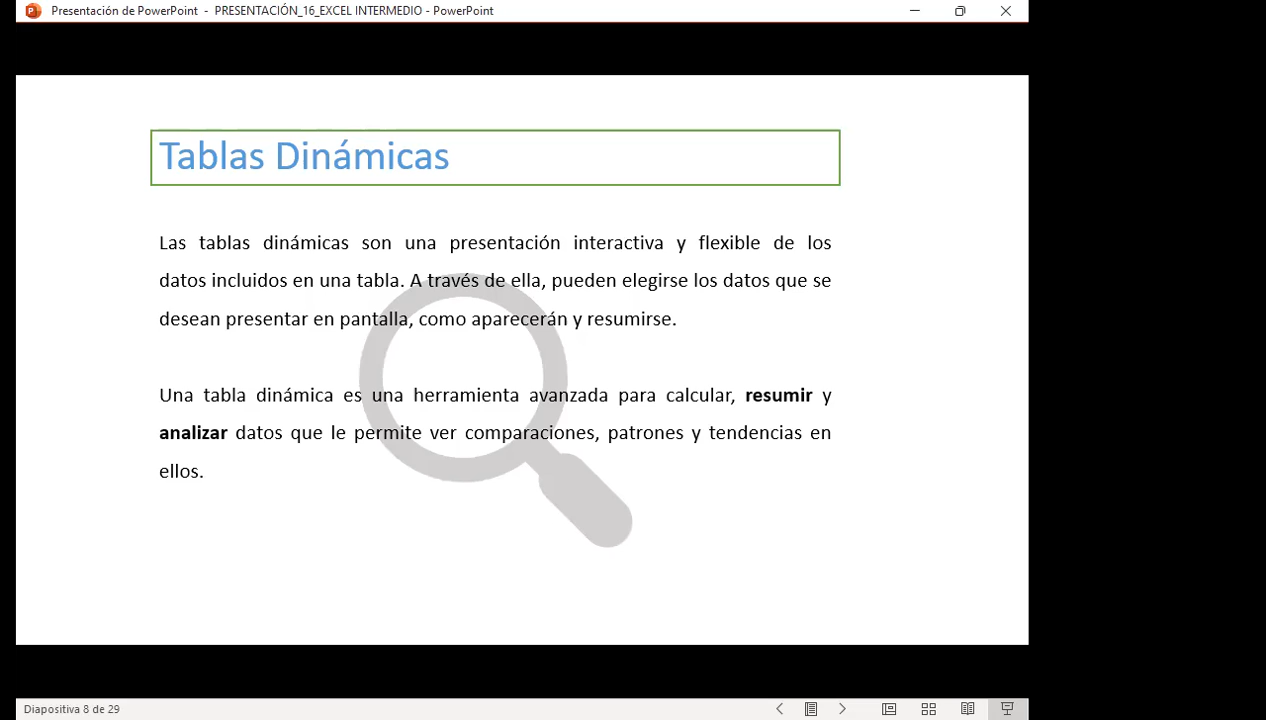 Presentación de PowerPoint - PRESENTACIÓN_16_EXCEL INTERMEDIO - PowerPoint
Tablas Dinámicas
Las tablas dinámicas son una presentación interactiva y flexible de los
datos incluidos en una tabla. A través de ella, pueden elegirse los datos que se
desean presentar en pantalla, como aparecerán y resumirse.
Una tabla dinámica es una herramienta avanzada para calcular, resumir y
analizar datos que le permite ver comparaciones, patrones y tendencias en
ellos.
Diapositiva 8 de 29